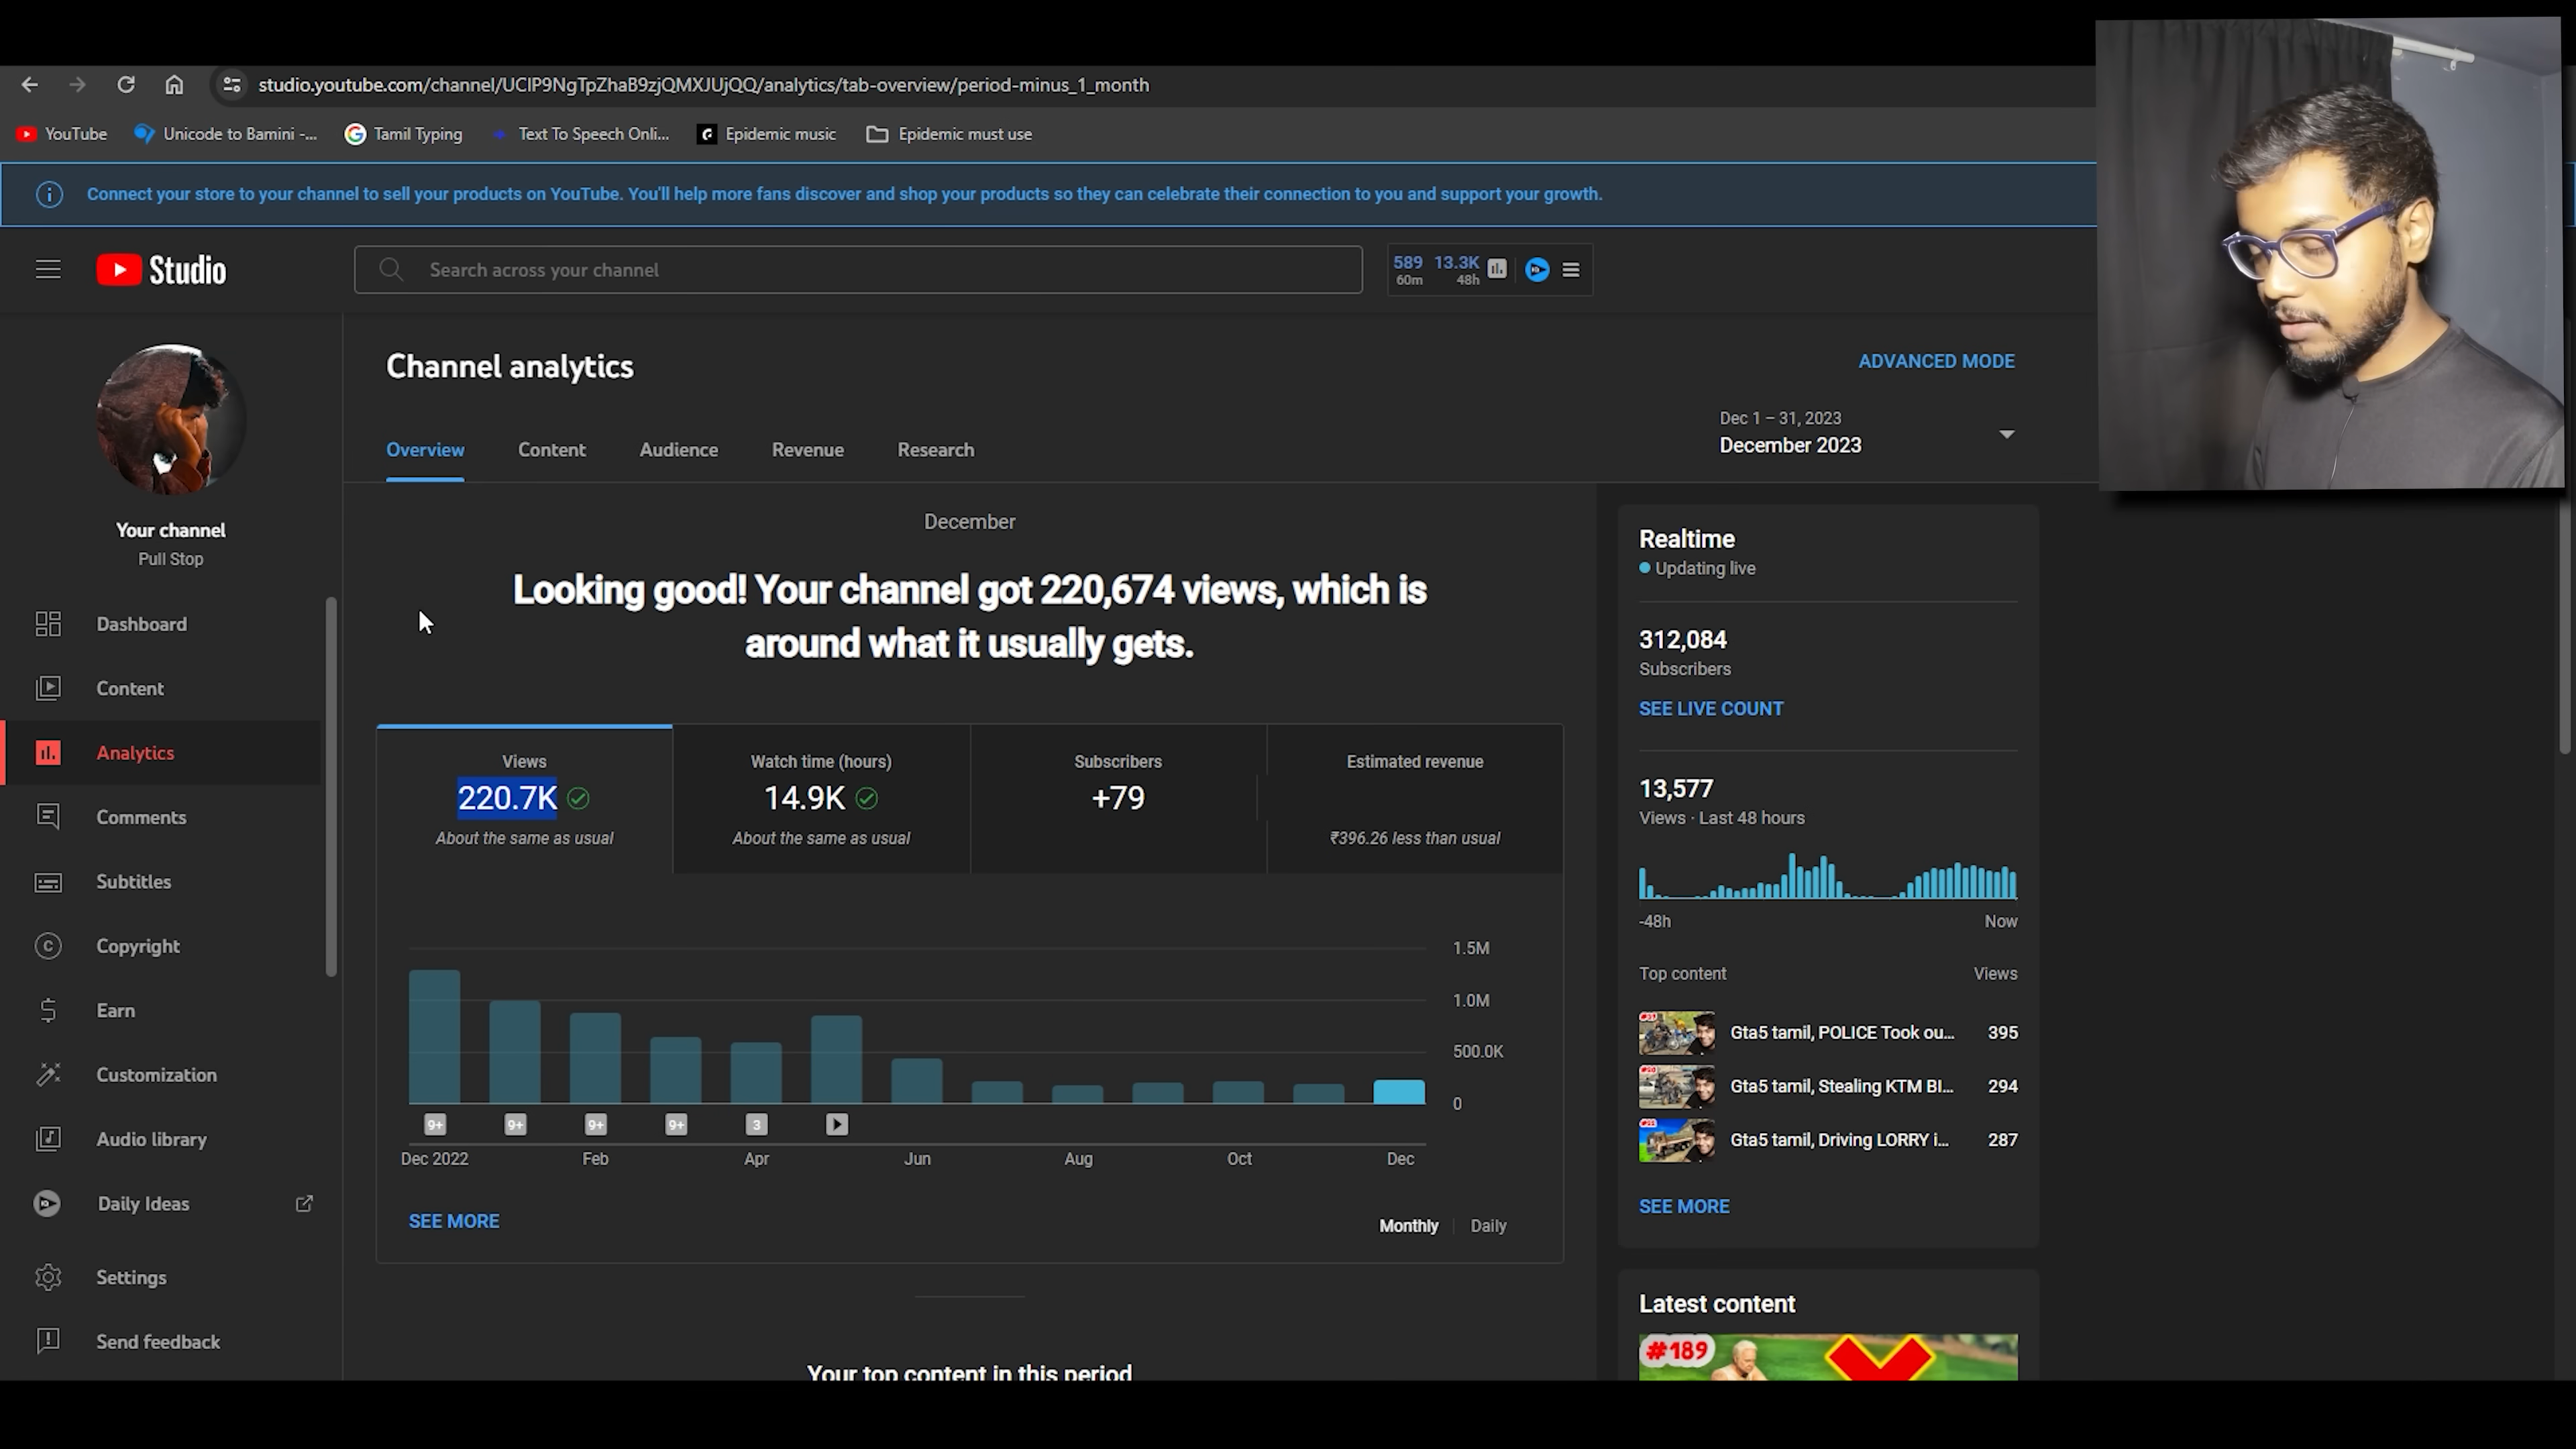 studio.youtube.com/channel/UCIP9NgTpZhaB9zjQMXJUjQQ/analytics/tab-overview/period-minus_1_month
YouTube
Unicode to Bamini -...
Tamil Typing
Text To Speech Onli...
Epidemic music
Epidemic must use
Connect your store to your channel to sell your products on YouTube. You'll help more fans discover and shop your products so they can celebrate their connection to you and support your growth.
Studio
Search across your channel
589 13.3K
60m 48h
Your channel
Pull Stop
Dashboard
Content
Analytics
Comments
Subtitles
Copyright
Earn
Customization
Audio library
Daily Ideas
Settings
Send feedback
Channel analytics
ADVANCED MODE
Overview Content Audience Revenue Research
Dec 1 – 31, 2023
December 2023
December
Looking good! Your channel got 220,674 views, which is
around what it usually gets.
Views
220.7K
About the same as usual
Watch time (hours)
14.9K
About the same as usual
Subscribers
+79
Estimated revenue
₹396.26 less than usual
1.5M
1.0M
500.0K
0
9+ 9+ 9+ 9+ 3
Dec 2022 Feb Apr Jun Aug Oct Dec
SEE MORE
Monthly Daily
Your top content in this period
Realtime
Updating live
312,084
Subscribers
SEE LIVE COUNT
13,577
Views · Last 48 hours
-48h Now
Top content Views
Gta5 tamil, POLICE Took ou... 395
Gta5 tamil, Stealing KTM BI... 294
Gta5 tamil, Driving LORRY i... 287
SEE MORE
Latest content
#189